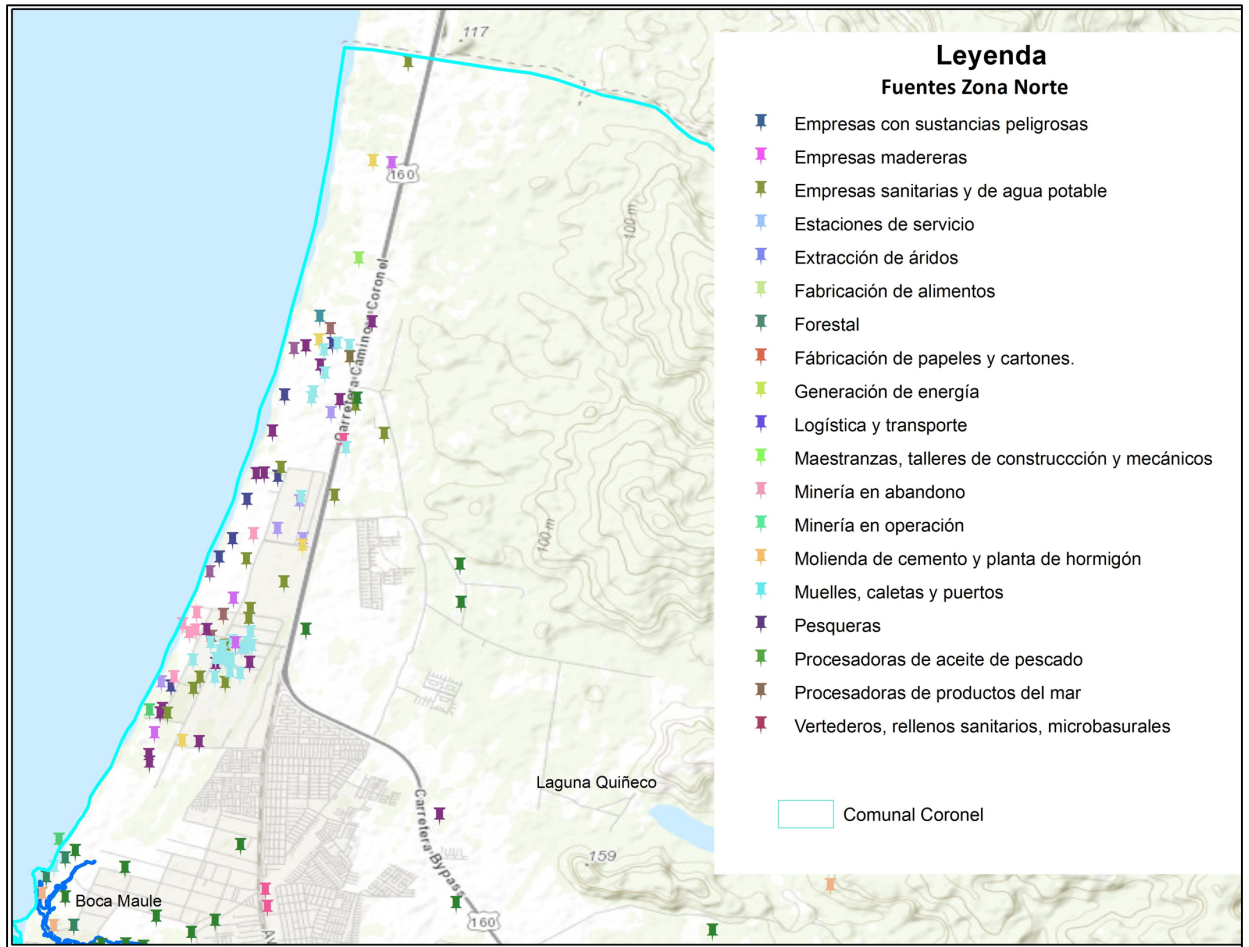 Leyenda
Fuentes Zona Norte
Empresas con sustancias peligrosas
Empresas madereras
Empresas sanitarias y de agua potable
Estaciones de servicio
Extracción de áridos
Fabricación de alimentos
Forestal
Fábricación de papeles y cartones.
Generación de energía
Logística y transporte
Maestranzas, talleres de construccción y mecánicos
Minería en abandono
Minería en operación
Molienda de cemento y planta de hormigón
Muelles, caletas y puertos
Pesqueras
Procesadoras de aceite de pescado
Procesadoras de productos del mar
Vertederos, rellenos sanitarios, microbasurales
Comunal Coronel
117
160
100 m
Carretera Camino a Coronel
100 m
Laguna Quiñeco
Carretera Bypass
159
Boca Maule
160
Av